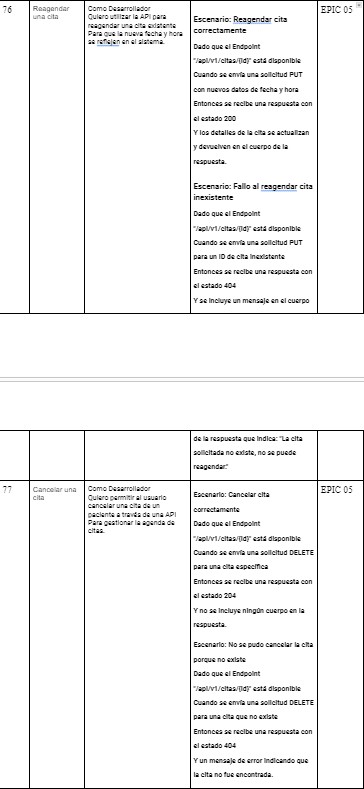 76
Reagendar
una cita
Como Desarrollador
Quiero utilizar la API para
reagendar una cita existente
Para que la nueva fecha y hora
se reflejen en el sistema.
Escenario: Reagendar cita
correctamente
Dado que el Endpoint
"/api/v1/citas/{id}" está disponible
Cuando se envía una solicitud PUT
con nuevos datos de fecha y hora
Entonces se recibe una respuesta con
el estado 200
Y los detalles de la cita se actualizan
y devuelven en el cuerpo de la
respuesta.
Escenario: Fallo al reagendar cita
inexistente
Dado que el Endpoint
"/api/v1/citas/{id}" está disponible
Cuando se envía una solicitud PUT
para un ID de cita inexistente
Entonces se recibe una respuesta con
el estado 404
Y se incluye un mensaje en el cuerpo
EPIC 05
de la respuesta que indica: "La cita
solicitada no existe, no se puede
reagendar."
77
Cancelar una
cita
Como Desarrollador
Quiero permitir al usuario
cancelar una cita de un
paciente a través de una API
Para gestionar la agenda de
citas.
Escenario: Cancelar cita
correctamente
Dado que el Endpoint
"/api/v1/citas/{id}" está disponible
Cuando se envía una solicitud DELETE
para una cita específica
Entonces se recibe una respuesta con
el estado 204
Y no se incluye ningún cuerpo en la
respuesta.
Escenario: No se pudo cancelar la cita
porque no existe
Dado que el Endpoint
"/api/v1/citas/{id}" está disponible
Cuando se envía una solicitud DELETE
para una cita que no existe
Entonces se recibe una respuesta con
el estado 404
Y un mensaje de error indicando que
la cita no fue encontrada.
EPIC 05